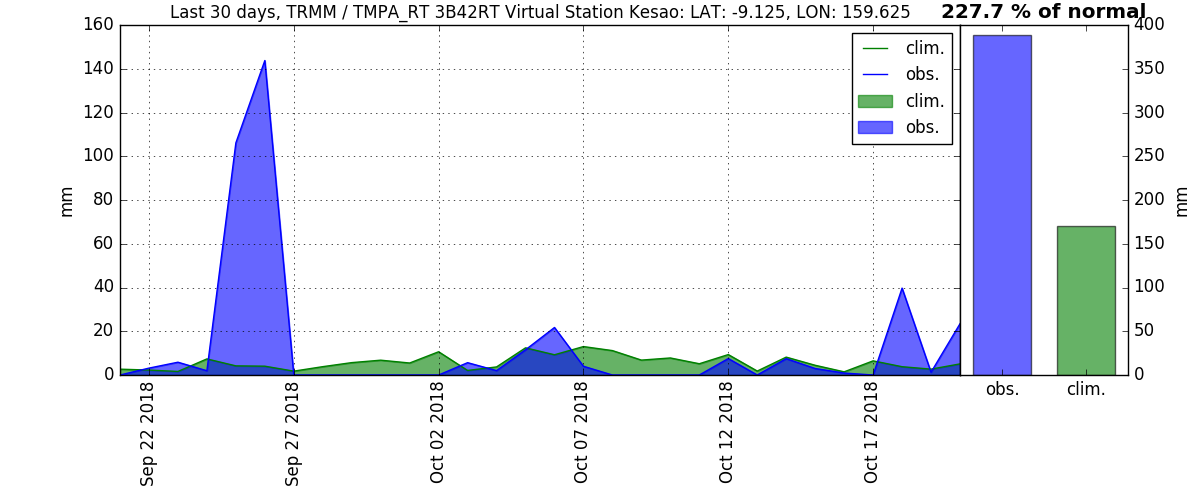 Last 30 days, TRMM / TMPA_RT 3B42RT Virtual Station Kesao: LAT: -9.125, LON: 159.625
227.7 % of normal
160
140
120
100
80
60
40
20
0
mm
clim.
obs.
clim.
obs.
400
350
300
250
200
150
100
50
0
mm
obs.
clim.
Sep 22 2018
Sep 27 2018
Oct 02 2018
Oct 07 2018
Oct 12 2018
Oct 17 2018